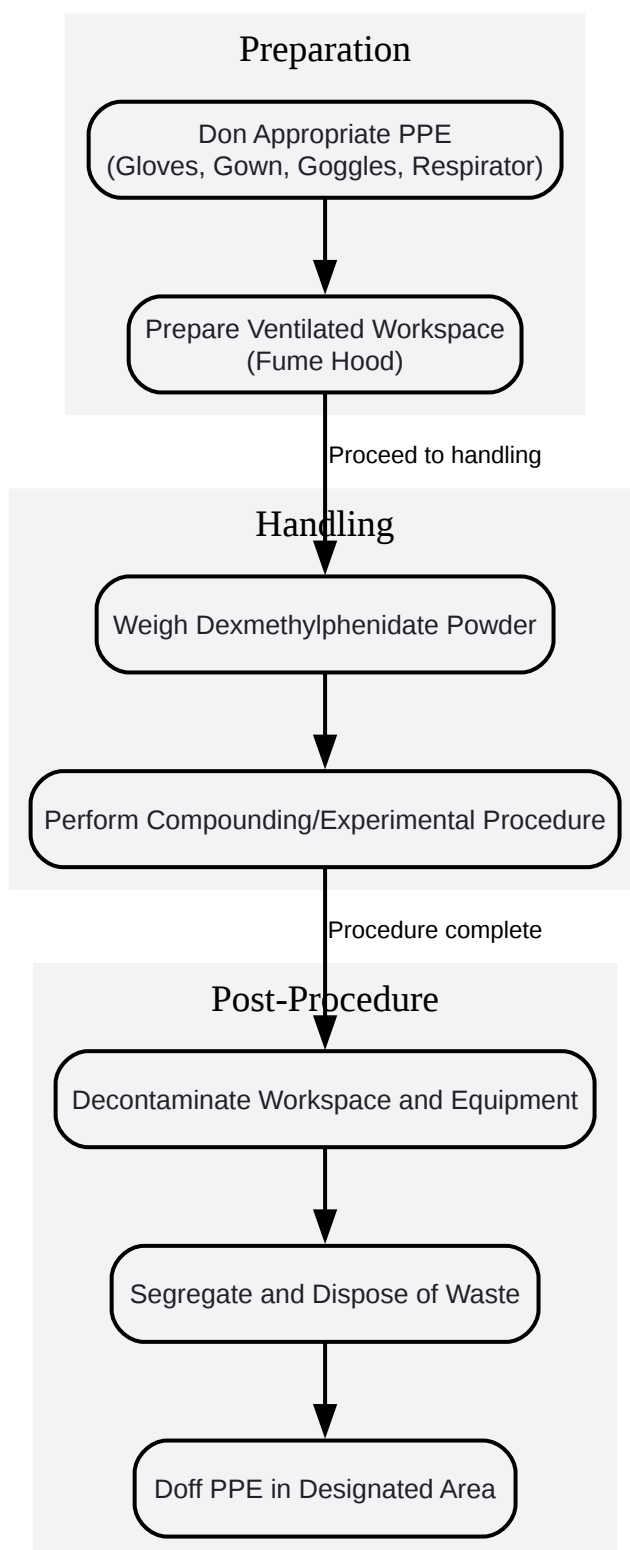 Preparation
Don Appropriate PPE
(Gloves, Gown, Goggles, Respirator)
Prepare Ventilated Workspace
(Fume Hood)
Proceed to handling
Handling
Weigh Dexmethylphenidate Powder
Perform Compounding/Experimental Procedure
Procedure complete
Post-Procedure
Decontaminate Workspace and Equipment
Segregate and Dispose of Waste
Doff PPE in Designated Area